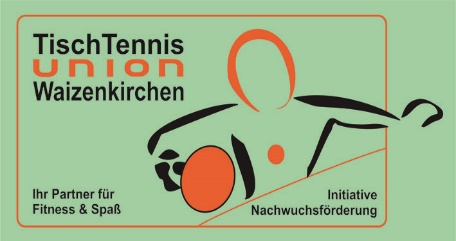 TischTennis
UNION
Waizenkirchen
Ihr Partner für
Fitness & Spaß
Initiative
Nachwuchsförderung